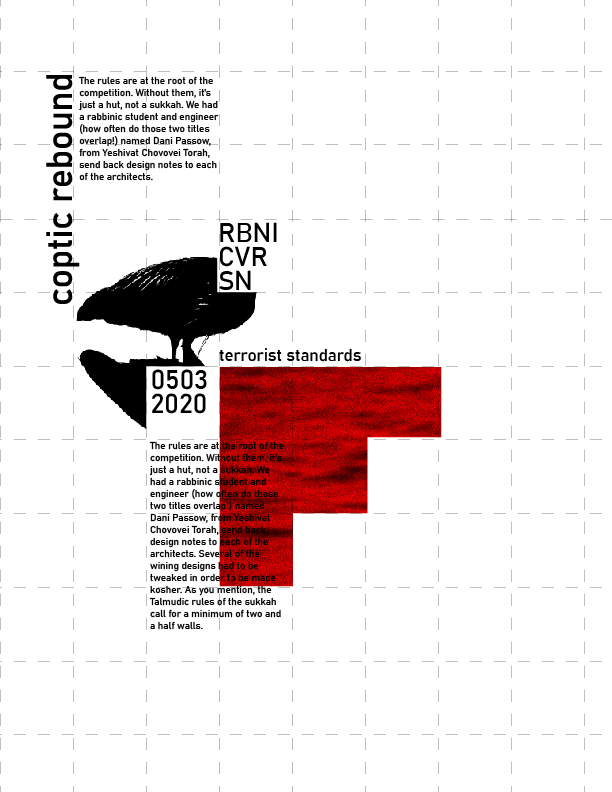 coptic rebound
The rules are at the root of the
competition. Without them, it's
just a hut, not a sukkah. We had
a rabbinic student and engineer
(how often do those two titles
overlap!) named Dani Passow,
from Yeshivat Chovovei Torah,
send back design notes to each
of the architects.
RBNI
CVR
SN
terrorist standards
0503
2020
The rules are at the root of the
competition. Without them, it's
just a hut, not a sukkah. We
had a rabbinic student and
engineer (how often do those
two titles overlap!) named
Dani Passow, from Yeshivat
Chovovei Torah, send back
design notes to each of the
architects. Several of the
wining designs had to be
tweaked in order to be made
kosher. As you mention, the
Talmudic rules of the sukkah
call for a minimum of two and
a half walls.